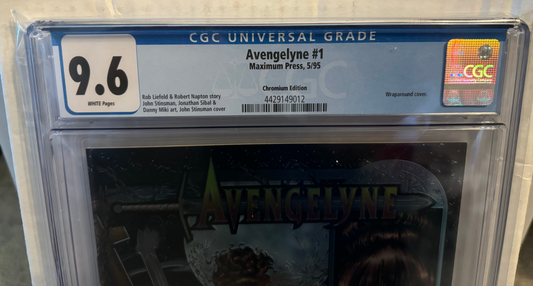 CGC UNIVERSAL GRADE
9.6
WHITE Pages
Avengelyne #1
Maximum Press, 5/95
Chromium Edition
Rob Liefeld & Robert Napton story
John Stinsman, Jonathan Sibal &
Danny Miki art, John Stinsman cover
4429149012
Wraparound cover.
CGC
AVENGELYNE